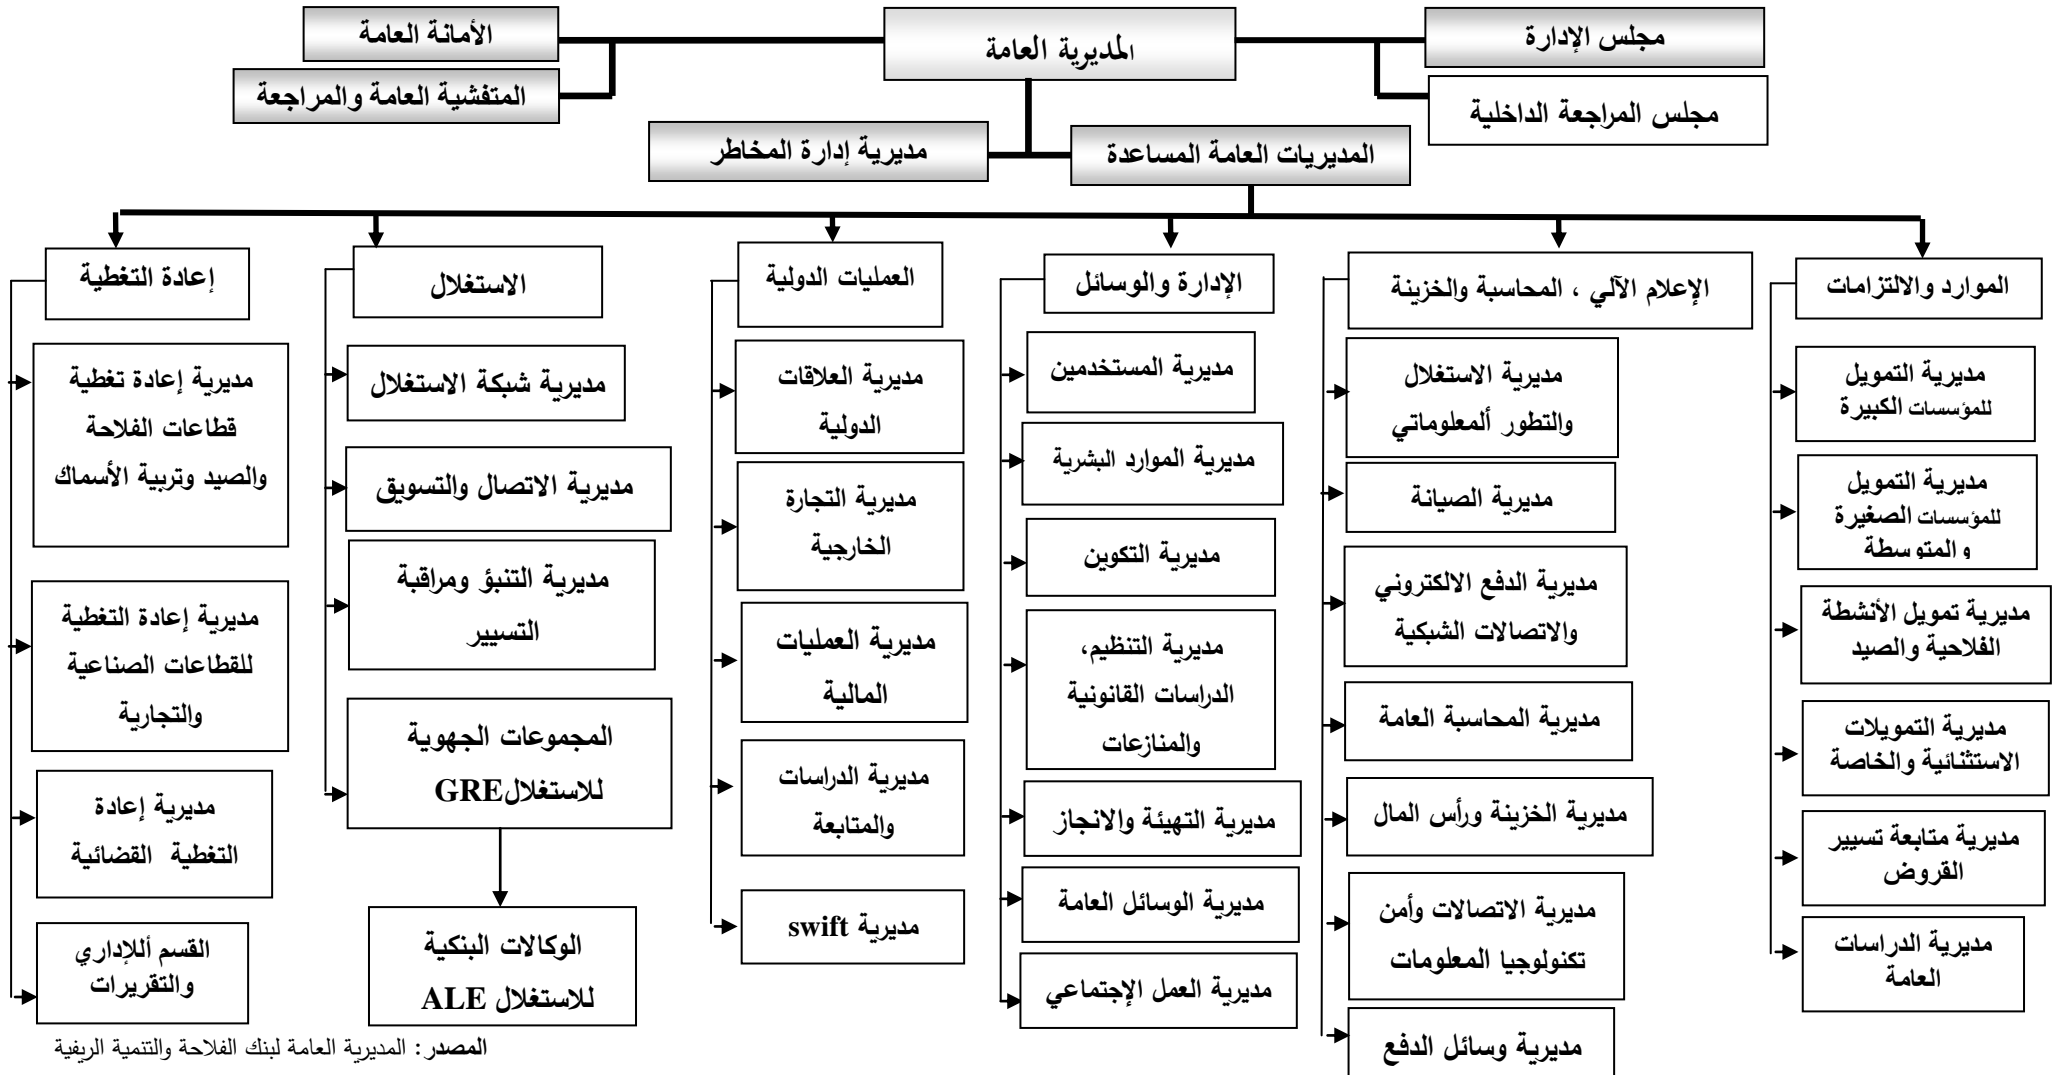 مجلس الإدارة
المديرية العامة
الأمانة العامة
مجلس المراجعة الداخلية
المتفشية العامة والمراجعة
المديريات العامة المساعدة
مديرية إدارة المخاطر
الموارد والالتزامات
مديرية التمويل
للمؤسسات الكبيرة
مديرية التمويل
للمؤسسات الصغيرة
والمتوسطة
مديرية تمويل الأنشطة
الفلاحية والصيد
مديرية التمويلات
الاستثنائية والخاصة
مديرية متابعة تسيير
القروض
مديرية الدراسات
العامة
الإعلام الآلي ، المحاسبة والخزينة
مديرية الاستغلال
والتطور ألمعلوماتي
مديرية الصيانة
مديرية الدفع الالكتروني
والاتصالات الشبكية
مديرية المحاسبة العامة
مديرية الخزينة ورأس المال
مديرية الاتصالات وأمن
تكنولوجيا المعلومات
مديرية وسائل الدفع
الإدارة والوسائل
مديرية المستخدمين
مديرية الموارد البشرية
مديرية التكوين
مديرية التنظيم،
الدراسات القانونية
والمنازعات
مديرية التهيئة والانجاز
مديرية الوسائل العامة
مديرية العمل الإجتماعي
العمليات الدولية
مديرية العلاقات
الدولية
مديرية التجارة
الخارجية
مديرية العمليات
المالية
مديرية الدراسات
والمتابعة
مديرية swift
الاستغلال
مديرية شبكة الاستغلال
مديرية الاتصال والتسويق
مديرية التنبؤ ومراقبة
التسيير
المجموعات الجهوية
للاستغلالGRE
الوكالات البنكية
للاستغلال ALE
إعادة التغطية
مديرية إعادة تغطية
قطاعات الفلاحة
والصيد وتربية الأسماك
مديرية إعادة التغطية
للقطاعات الصناعية
والتجارية
مديرية إعادة
التغطية القضائية
القسم أللإداري
والتقريرات
المصدر: المديرية العامة لبنك الفلاحة والتنمية الريفية